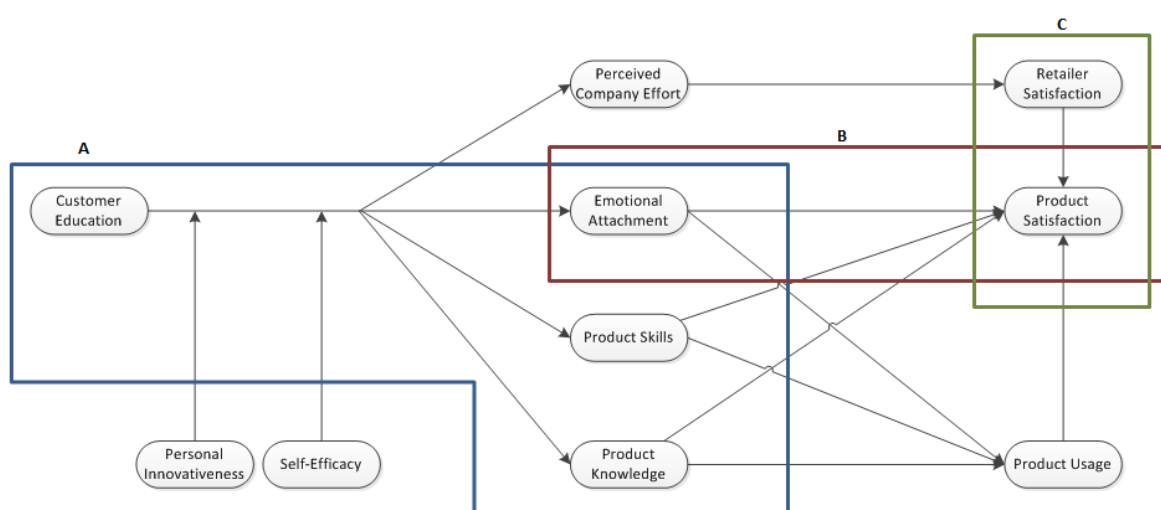 C
Perceived
Company Effort
Retailer
Satisfaction
A
B
Customer
Education
Emotional
Attachment
Product
Satisfaction
Product Skills
Personal
Innovativeness
Self-Efficacy
Product
Knowledge
Product Usage